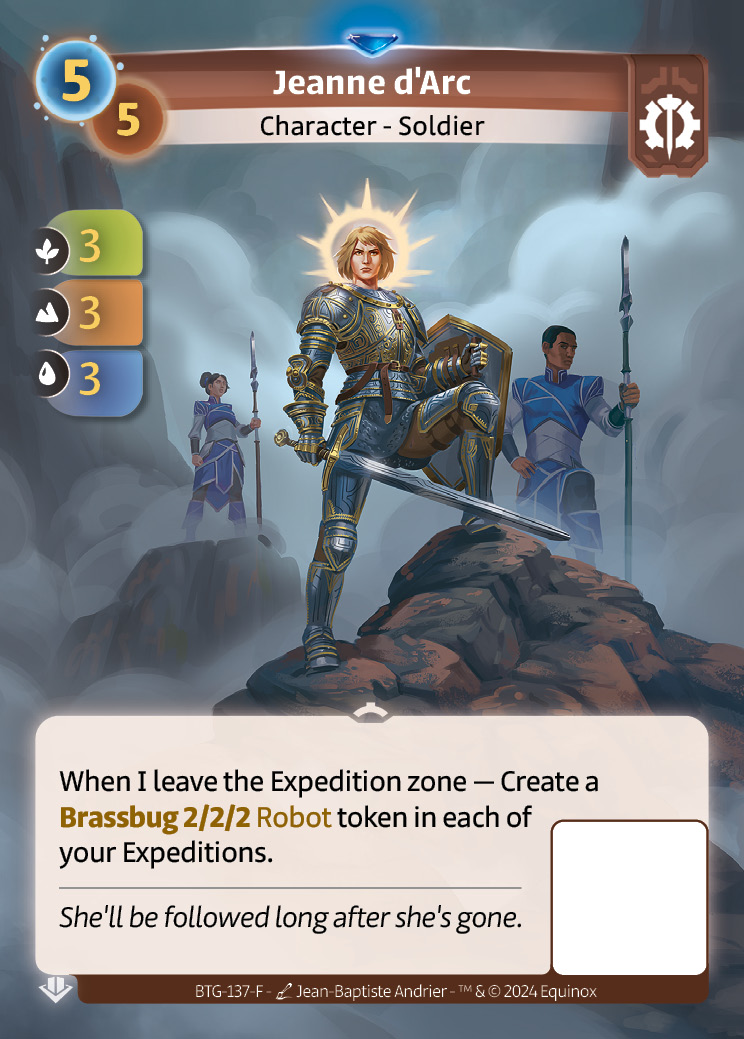 5
Jeanne d'Arc
5
Character - Soldier
3
3
3
When I leave the Expedition zone — Create a
Brassbug 2/2/2 Robot token in each of
your Expeditions.
She'll be followed long after she's gone.
BTG-137-F - Jean-Baptiste Andrier - ™ & © 2024 Equinox